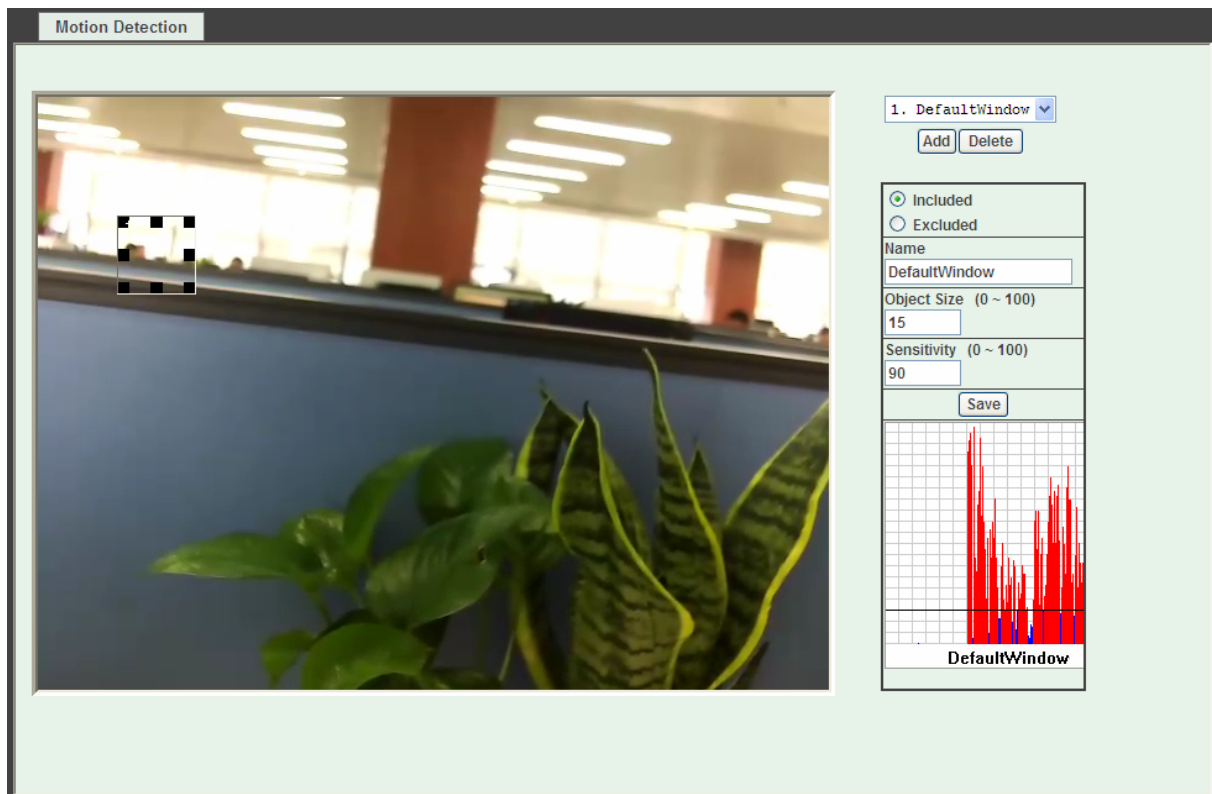 Motion Detection
1. DefaultWindow
Add Delete
Included
Excluded
Name
DefaultWindow
Object Size (0 ~ 100)
15
Sensitivity (0 ~ 100)
90
Save
DefaultWindow